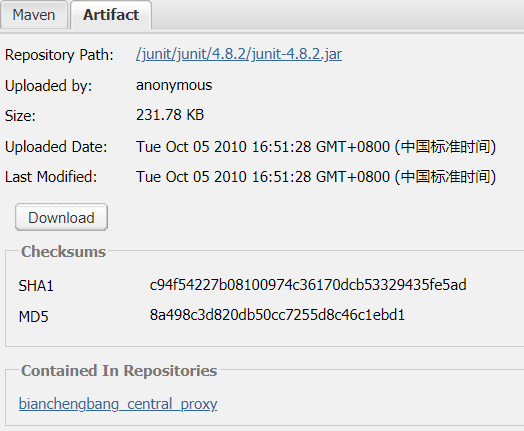 Maven Artifact
Repository Path: /junit/junit/4.8.2/junit-4.8.2.jar
Uploaded by: anonymous
Size: 231.78 KB
Uploaded Date: Tue Oct 05 2010 16:51:28 GMT+0800 (中国标准时间)
Last Modified: Tue Oct 05 2010 16:51:28 GMT+0800 (中国标准时间)
Download
Checksums
SHA1 c94f54227b08100974c36170dcb53329435fe5ad
MD5 8a498c3d820db50cc7255d8c46c1ebd1
Contained In Repositories
bianchengbang_central_proxy